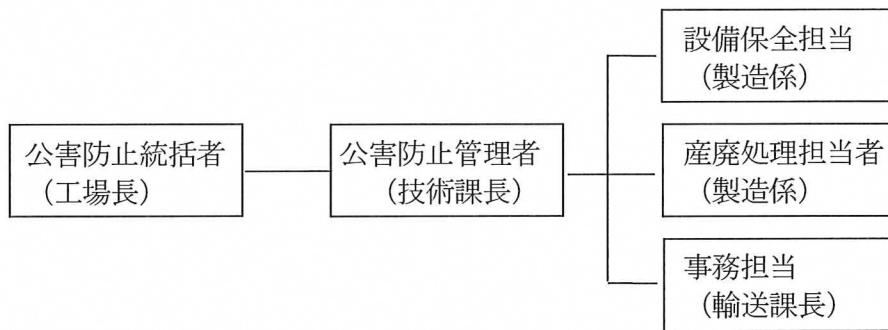 公害防止統括者
（工場長）
公害防止管理者
（技術課長）
設備保全担当
（製造係）
産廃処理担当者
（製造係）
事務担当
（輸送課長）